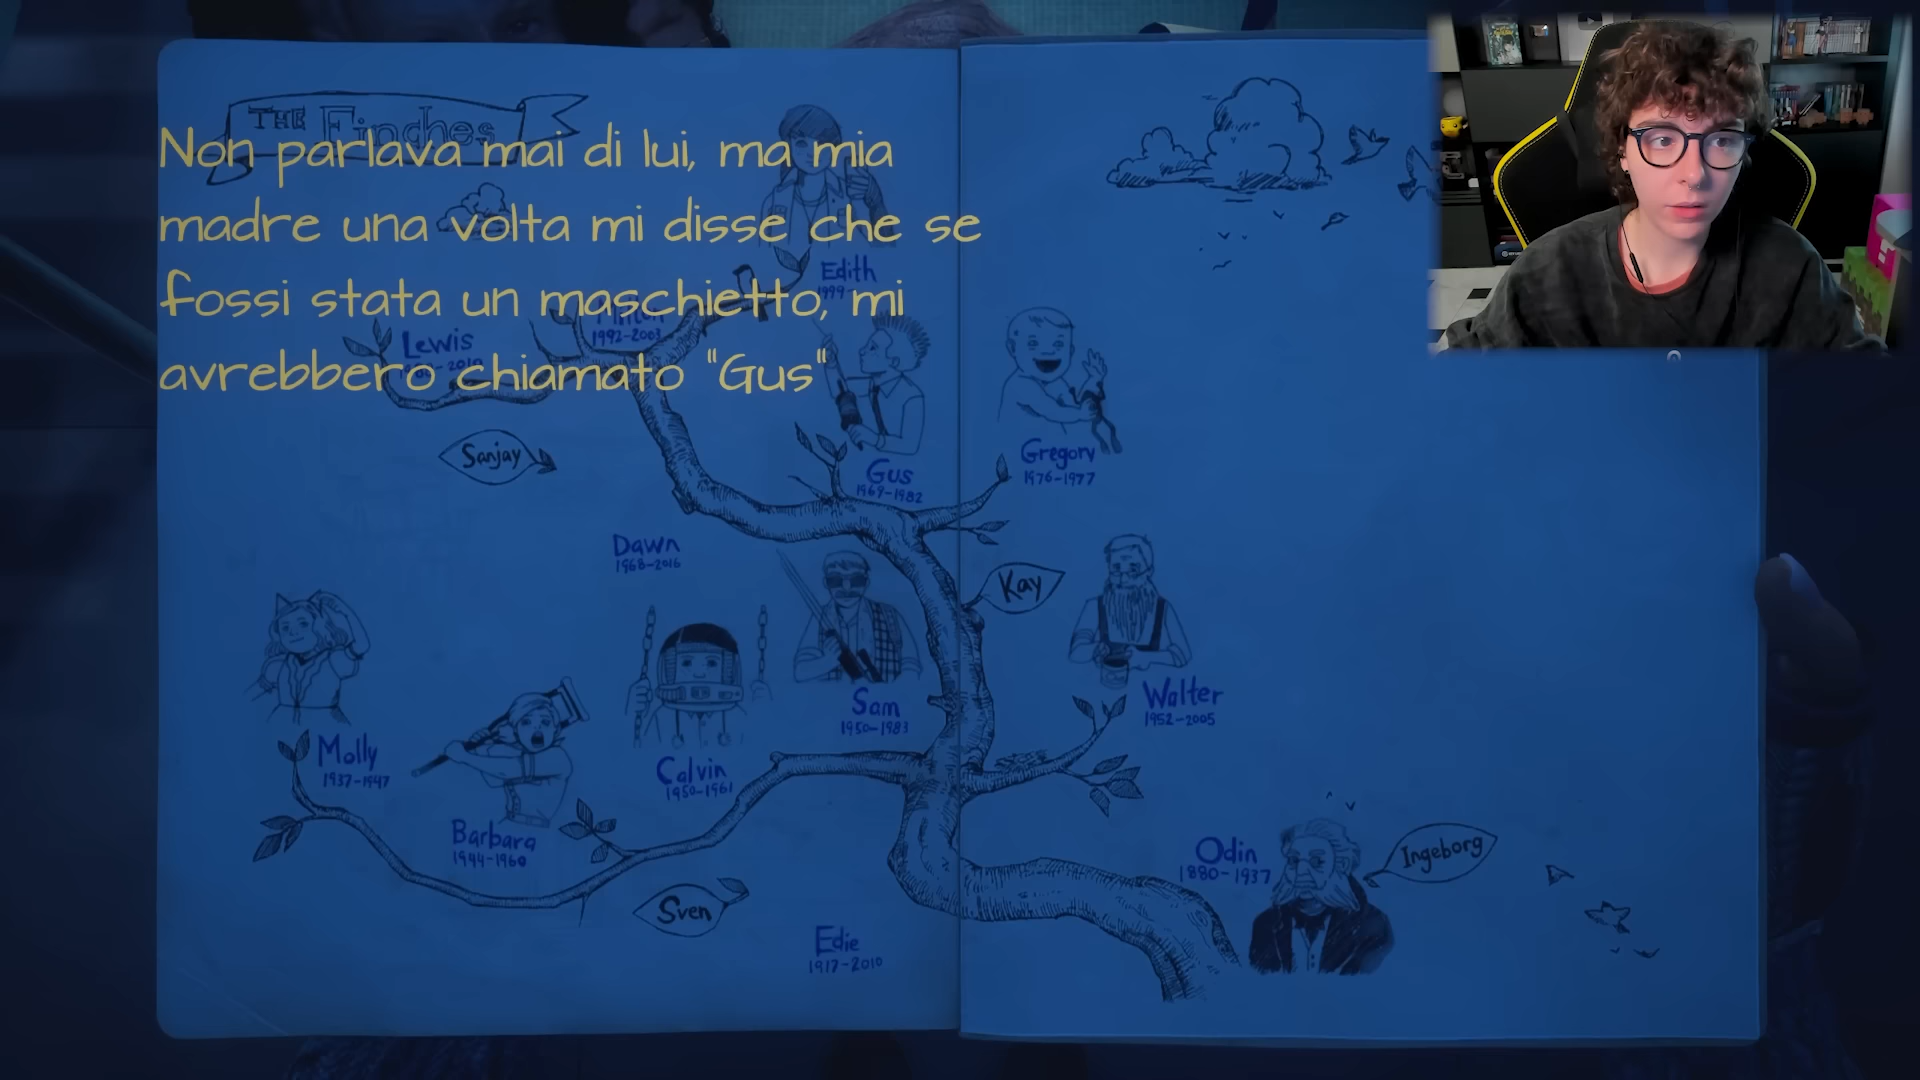 THE Finches
Non parlava mai di lui, ma mia
madre una volta mi disse che se
fossi stata un maschietto, mi
avrebbero chiamato "Gus"
Edith
1999-
Milton
1992-2003
Lewis
Sanjay
Gus
1969-1982
Gregory
1976-1977
Dawn
1968-2016
Kay
Sam
1950-1983
Walter
1952-2005
Molly
1937-1947
Calvin
1950-1961
Barbara
1944-1960
Odin
1880-1937
Ingeborg
Sven
Edie
1917-2010